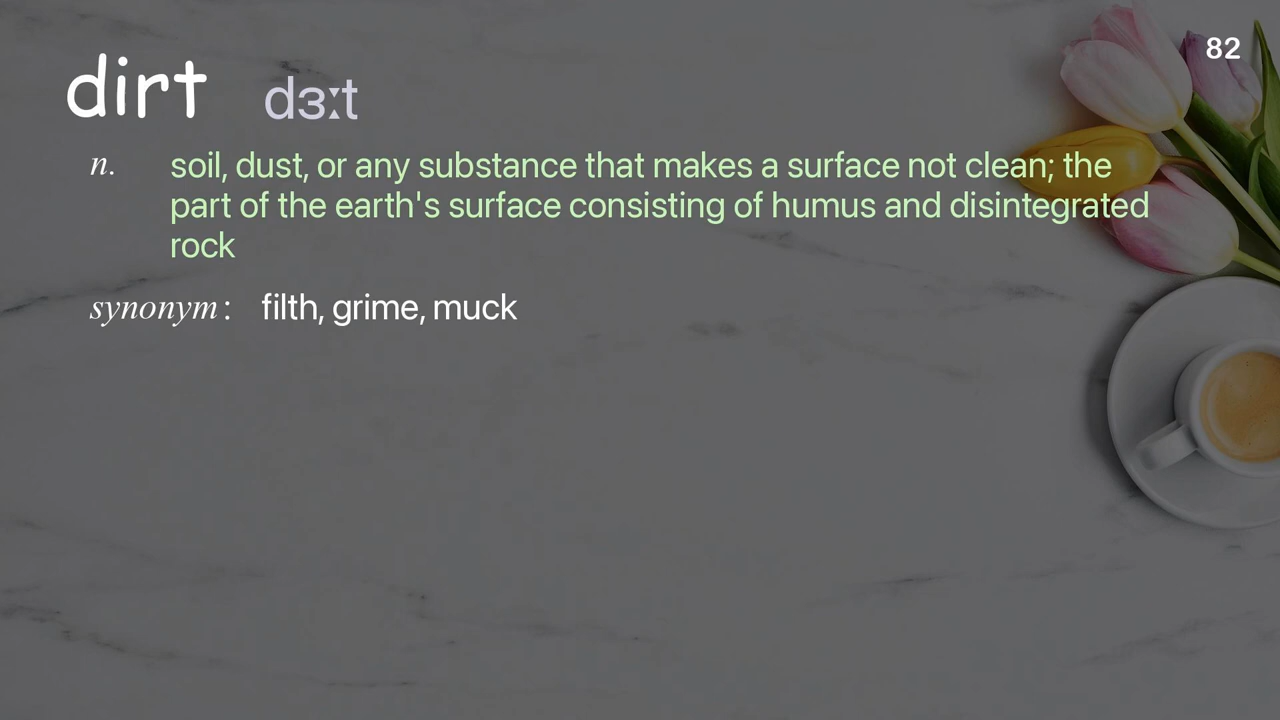 82
dirt dɜːt
n. soil, dust, or any substance that makes a surface not clean; the
part of the earth's surface consisting of humus and disintegrated
rock
synonym: filth, grime, muck